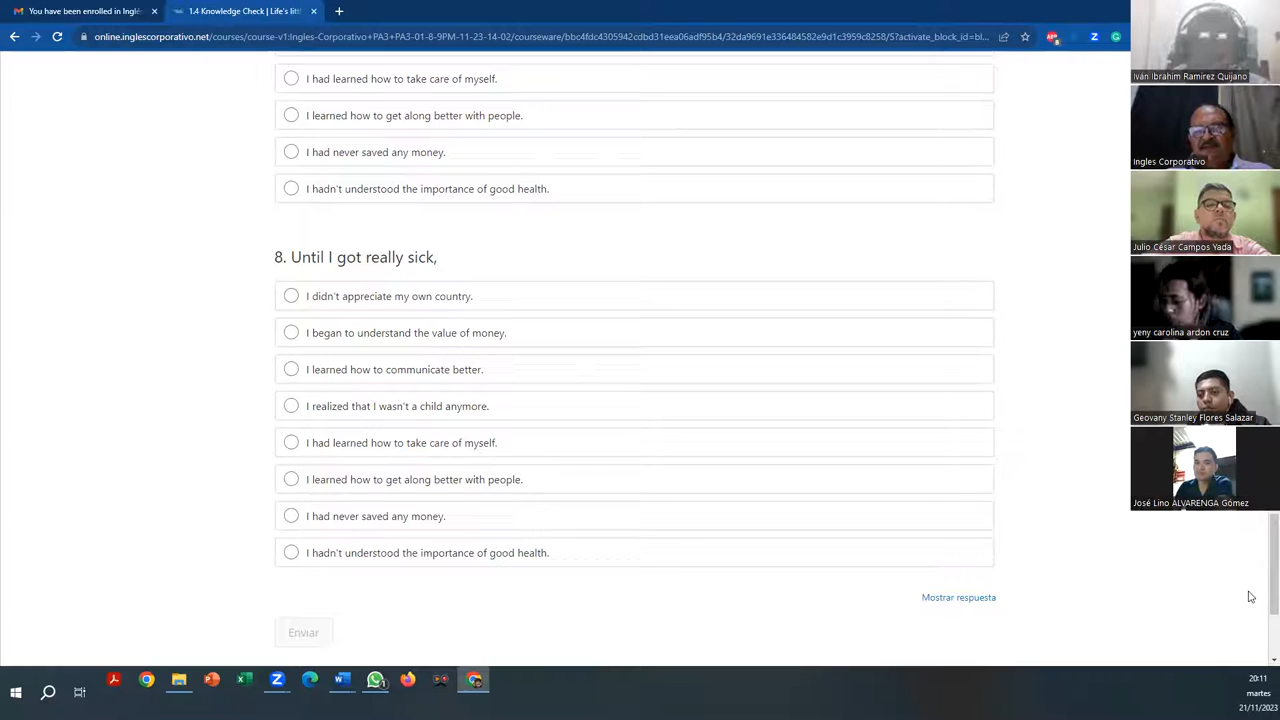 You have been enrolled in Inglé
1.4 Knowledge Check | Life's litt
online.inglescorporativo.net/courses/course-v1:Ingles-Corporativo+PA3+PA3-01-8-9PM-11-23-14-02/courseware/bbc4fdc4305942cdbd31eea06adf95b4/32da9691e336484582e9d1c3959c8258/5?activate_block_id=bl...
I had learned how to take care of myself.
I learned how to get along better with people.
I had never saved any money.
I hadn't understood the importance of good health.
8. Until I got really sick,
I didn't appreciate my own country.
I began to understand the value of money.
I learned how to communicate better.
I realized that I wasn't a child anymore.
I had learned how to take care of myself.
I learned how to get along better with people.
I had never saved any money.
I hadn't understood the importance of good health.
Mostrar respuesta
Enviar
Iván Ibrahim Ramirez Quijano
Ingles Corporativo
Julio César Campos Yada
yeny carolina ardon cruz
Geovany Stanley Flores Salazar
José Lino ALVARENGA Gómez
20:11
martes
21/11/2023